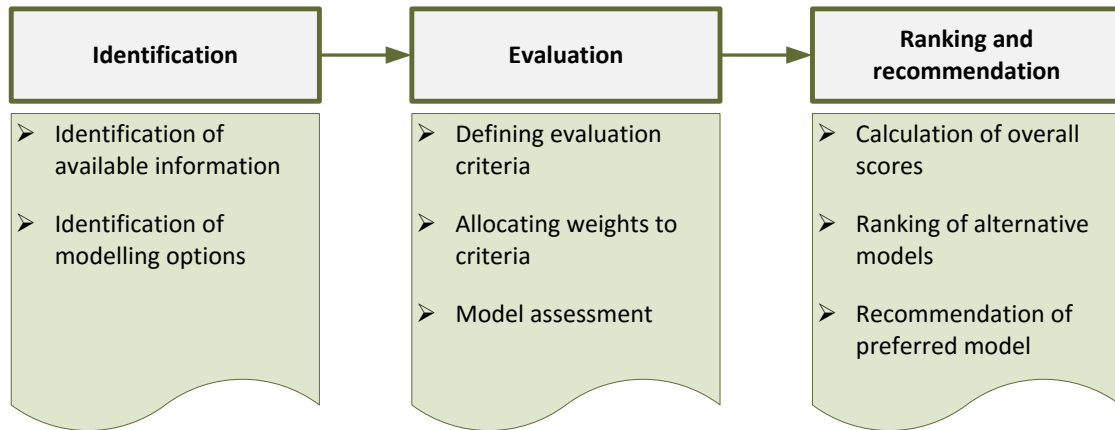 Identification
Evaluation
Ranking and
recommendation
➢ Identification of
available information
➢ Identification of
modelling options
➢ Defining evaluation
criteria
➢ Allocating weights to
criteria
➢ Model assessment
➢ Calculation of overall
scores
➢ Ranking of alternative
models
➢ Recommendation of
preferred model